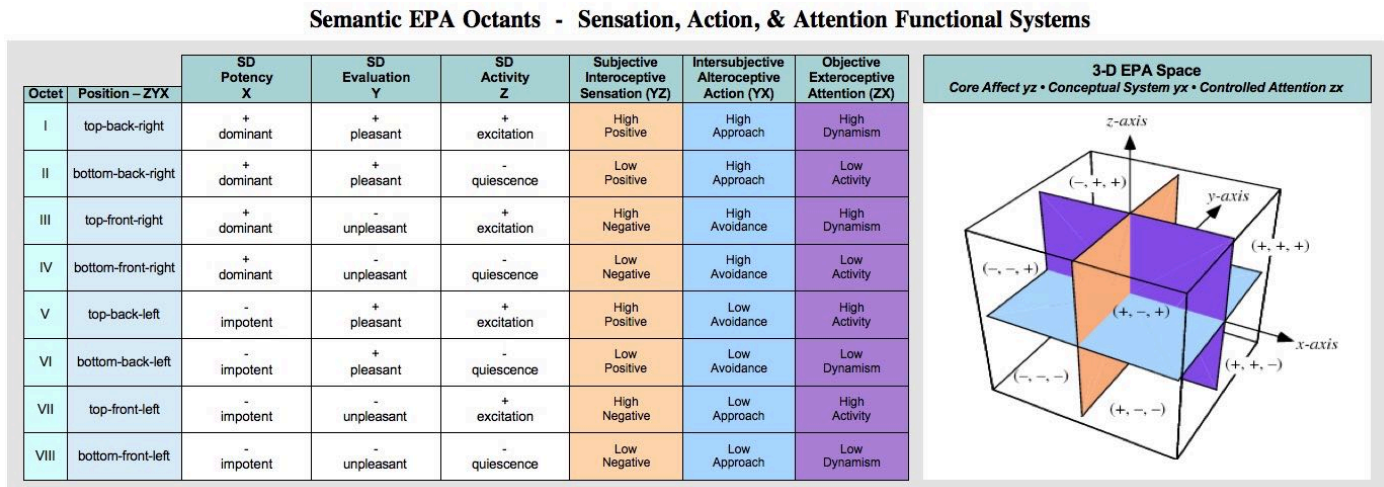 Semantic EPA Octants - Sensation, Action, & Attention Functional Systems
Octet
Position – ZYX
SD
Potency
X
SD
Evaluation
Y
SD
Activity
Z
Subjective
Interoceptive
Sensation (YZ)
Intersubjective
Alteroceptive
Action (YX)
Objective
Exteroceptive
Attention (ZX)
I
top-back-right
+
dominant
+
pleasant
+
excitation
High
Positive
High
Approach
High
Dynamism
II
bottom-back-right
+
dominant
+
pleasant
-
quiescence
Low
Positive
High
Approach
Low
Activity
III
top-front-right
+
dominant
-
unpleasant
+
excitation
High
Negative
High
Avoidance
High
Dynamism
IV
bottom-front-right
+
dominant
-
unpleasant
-
quiescence
Low
Negative
High
Avoidance
Low
Activity
V
top-back-left
-
impotent
+
pleasant
+
excitation
High
Positive
Low
Avoidance
High
Activity
VI
bottom-back-left
-
impotent
+
pleasant
-
quiescence
Low
Positive
Low
Avoidance
Low
Dynamism
VII
top-front-left
-
impotent
-
unpleasant
+
excitation
High
Negative
Low
Approach
High
Activity
VIII
bottom-front-left
-
impotent
-
unpleasant
-
quiescence
Low
Negative
Low
Approach
Low
Dynamism
3-D EPA Space
Core Affect yz • Conceptual System yx • Controlled Attention zx
z-axis
(–, +, +)
y-axis
(+, +, +)
(–, –, +)
(+, –, +)
x-axis
(+, +, –)
(–, –, –)
(+, –, –)